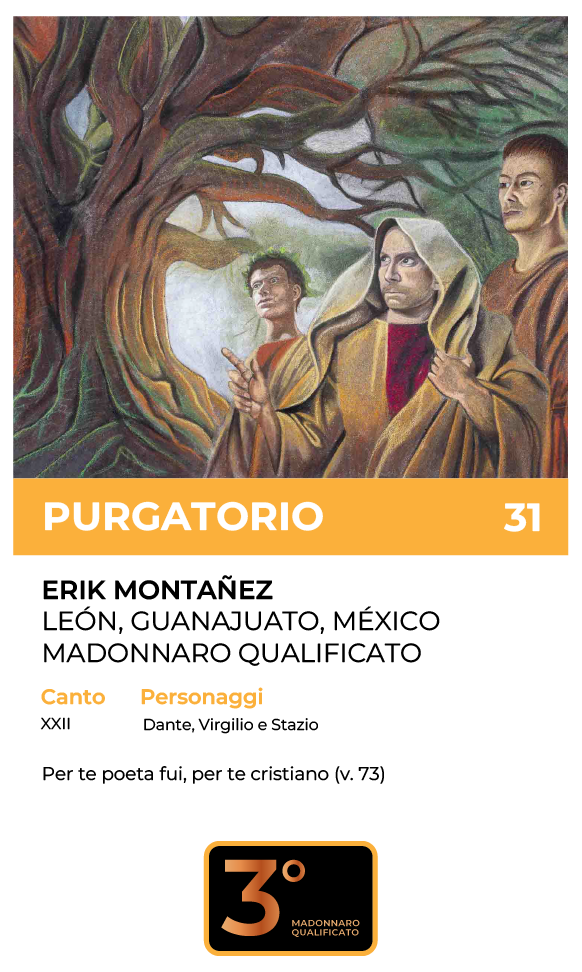 PURGATORIO 31
ERIK MONTAÑEZ
LEÓN, GUANAJUATO, MÉXICO
MADONNARO QUALIFICATO
Canto Personaggi
XXII Dante, Virgilio e Stazio
Per te poeta fui, per te cristiano (v. 73)
3°
MADONNARO
QUALIFICATO